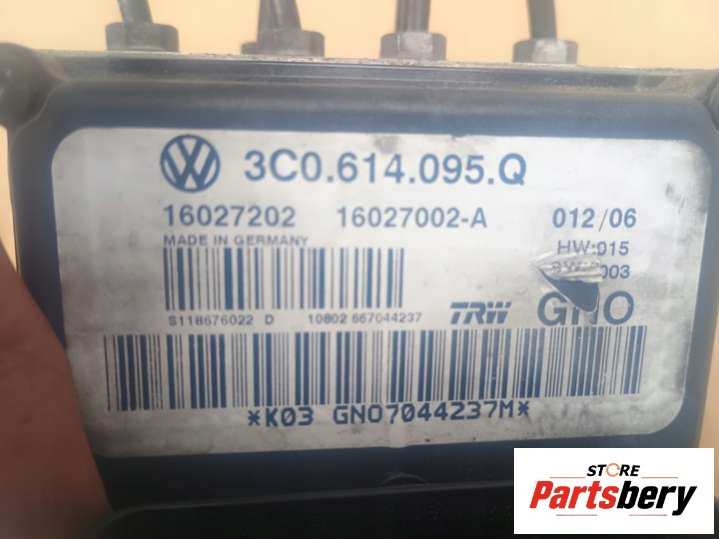 3C0.614.095.Q
16027202 16027002-A 012/06
MADE IN GERMANY HW:015
003
S118676022 D 10802 667044237 TRW GNO
*K03 GNO7044237M*
STORE
Partsbery